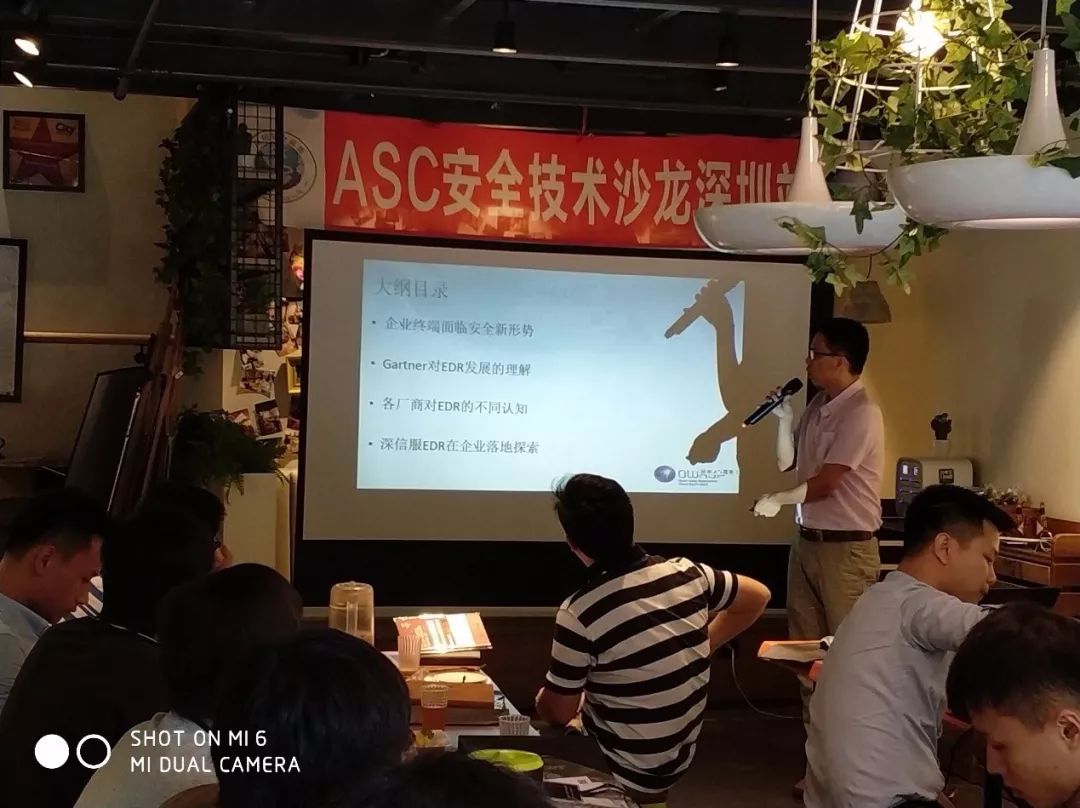 City
ASC安全技术沙龙深圳
大纲目录
• 企业终端面临安全新形势
• Gartner对EDR发展的理解
• 各厂商对EDR的不同认知
• 深信服EDR在企业落地探索
SHOT ON MI 6
MI DUAL CAMERA